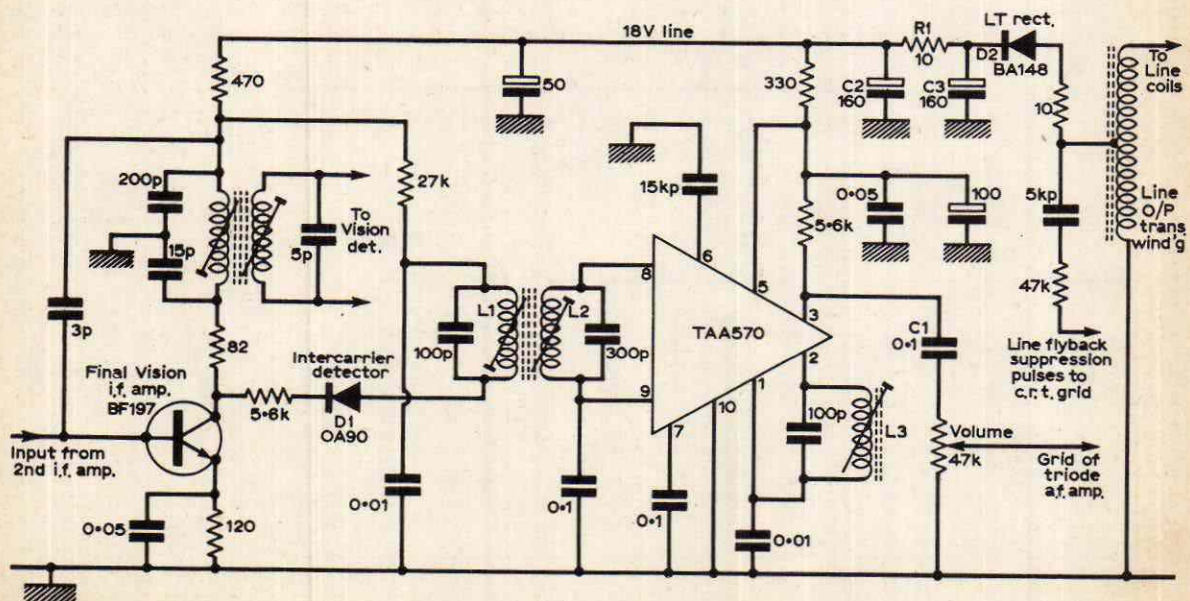 18V line
R1
10
LT rect.
D2
BA148
To
Line
coils
470
50
330
C2
160
C3
160
10
200p
27k
15kp
5kp
Line
O/P
trans.
wind'g
0·05
100
15p
To
Vision
det.
5p
6
5·6k
47k
3p
8
5
TAA570
3
2
C1
0·1
82
L1
L2
100p
300p
Line flyback
suppression
pulses to
c.r.t. grid
Final Vision
i.f. amp.
BF197
Intercarrier
detector
5·6k
D1
OA90
9
10
1
7
100p
L3
Volume
47k
Input from
2nd i.f. amp.
Grid of
triode
a.f. amp.
0·05
120
0·01
0·1
0·1
0·01